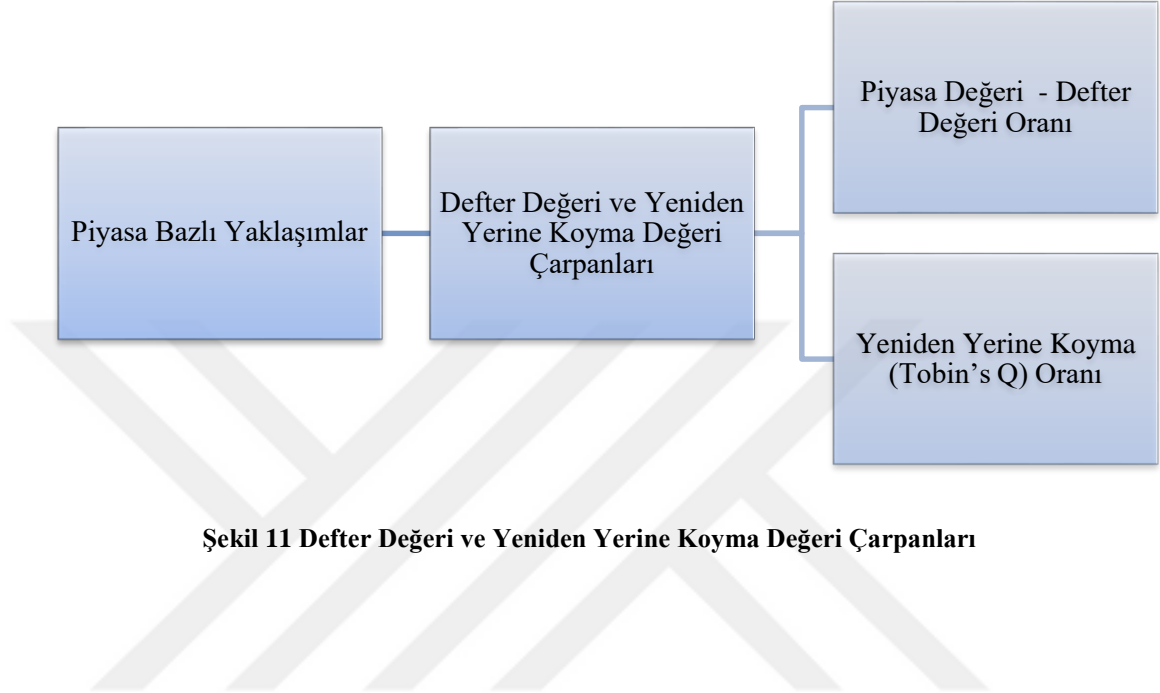 Piyasa Bazlı Yaklaşımlar
Defter Değeri ve Yeniden
Yerine Koyma Değeri
Çarpanları
Piyasa Değeri - Defter
Değeri Oranı
Yeniden Yerine Koyma
(Tobin’s Q) Oranı
Şekil 11 Defter Değeri ve Yeniden Yerine Koyma Değeri Çarpanları